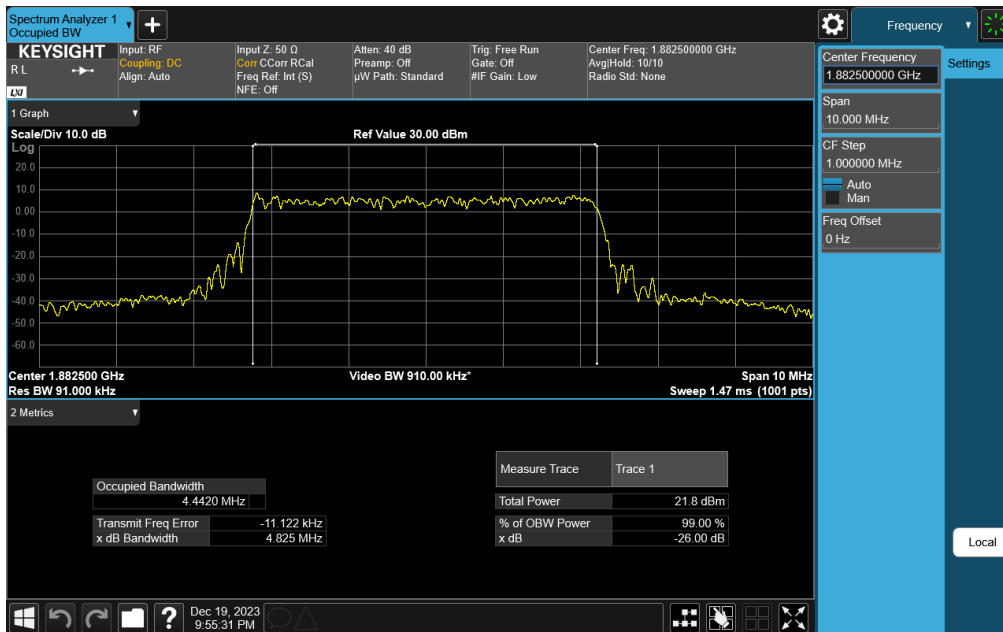 Spectrum Analyzer 1
Occupied BW
Frequency
KEYSIGHT
R L
LXI
Input: RF
Coupling: DC
Align: Auto
Input Z: 50 Ω
Corr CCorr RCal
Freq Ref: Int (S)
NFE: Off
Atten: 40 dB
Preamp: Off
µW Path: Standard
Trig: Free Run
Gate: Off
#IF Gain: Low
Center Freq: 1.882500000 GHz
Avg|Hold: 10/10
Radio Std: None
Center Frequency
1.882500000 GHz
Settings
Span
10.000 MHz
CF Step
1.000000 MHz
Auto
Man
Freq Offset
0 Hz
Local
1 Graph
Scale/Div 10.0 dB
Ref Value 30.00 dBm
Log
20.0
10.0
0.00
-10.0
-20.0
-30.0
-40.0
-50.0
-60.0
Center 1.882500 GHz
Video BW 910.00 kHz*
Span 10 MHz
Res BW 91.000 kHz
Sweep 1.47 ms (1001 pts)
2 Metrics
Measure Trace
Trace 1
Occupied Bandwidth
4.4420 MHz
Total Power
21.8 dBm
Transmit Freq Error
-11.122 kHz
% of OBW Power
99.00 %
x dB Bandwidth
4.825 MHz
x dB
-26.00 dB
?
Dec 19, 2023
9:55:31 PM